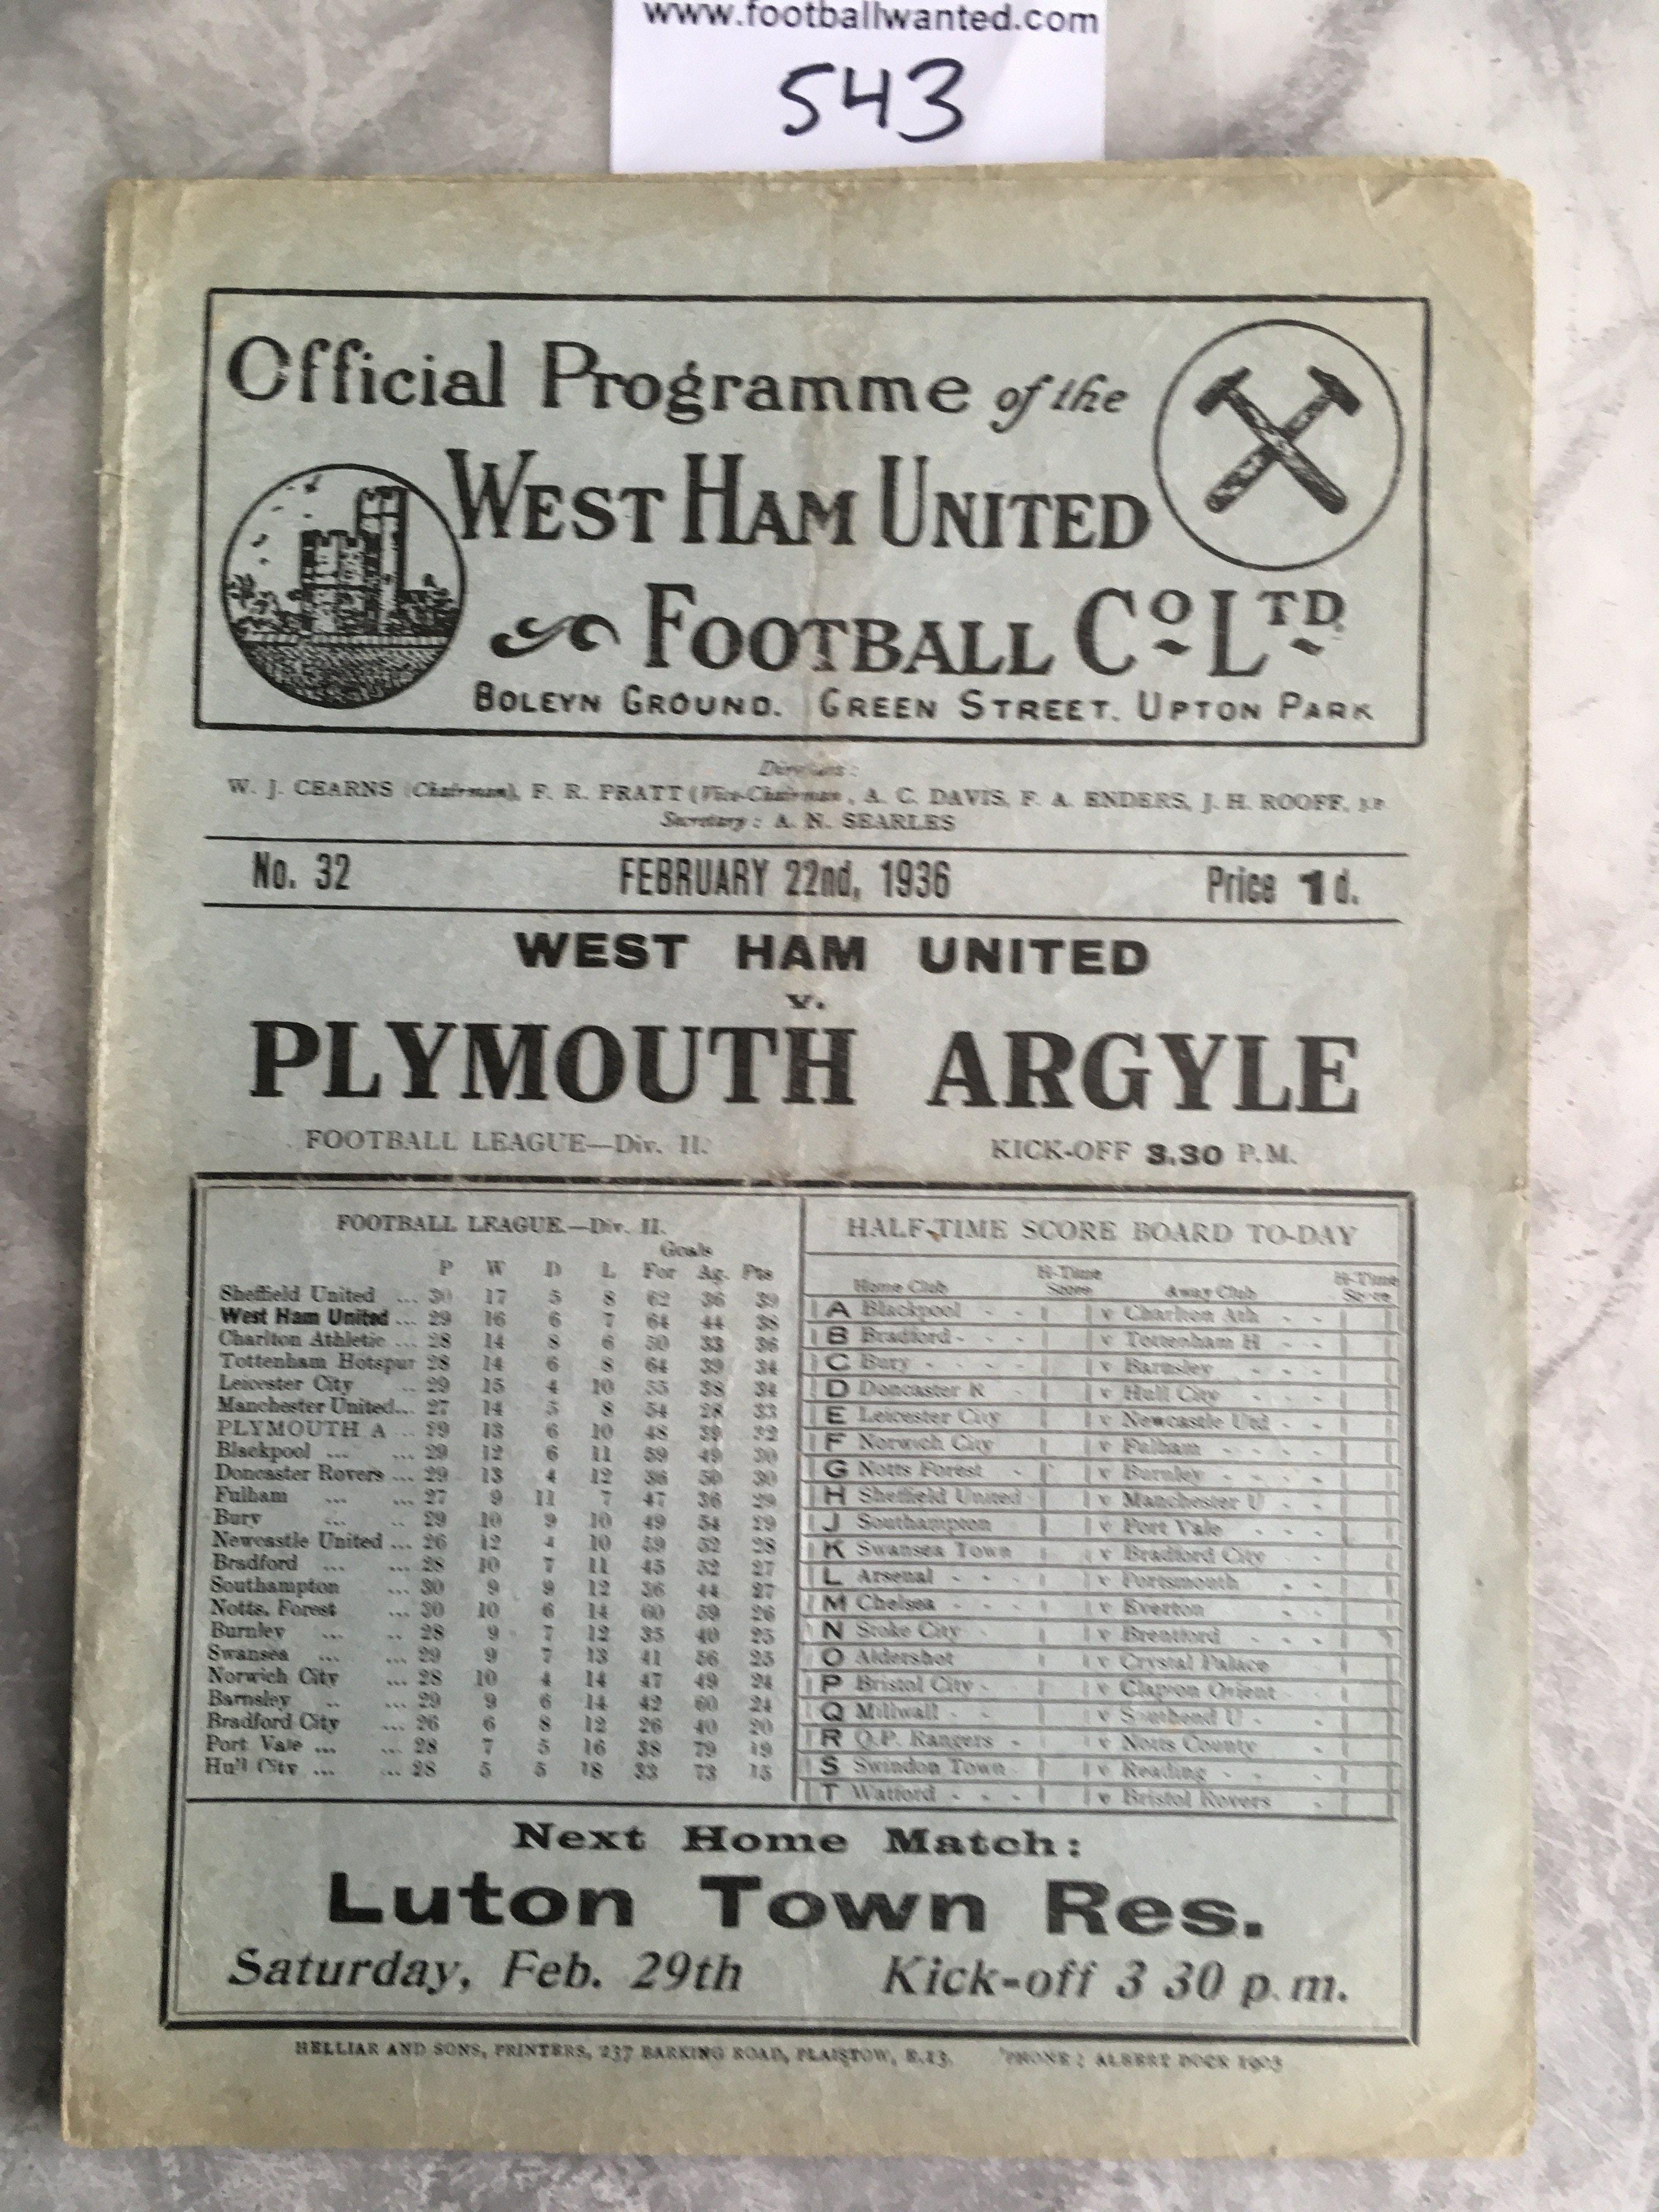 www.footballwanted.com
543
Official Programme of the
WEST HAM UNITED
FOOTBALL CO LTD
BOLEYN GROUND. GREEN STREET. UPTON PARK
Directors:
W. J. CEARNS (Chairman), F. R. PRATT (Vice-Chairman, A. C. DAVIS, F. A. ENDERS, J. H. ROOFF, J.P.
Secretary: A. N. SEARLES
No. 32 FEBRUARY 22nd, 1936 Price 1d.
WEST HAM UNITED
v.
PLYMOUTH ARGYLE
FOOTBALL LEAGUE—Div. II. KICK-OFF 3.30 P.M.
FOOTBALL LEAGUE.—Div. II.
Goals
P W D L For Ag. Pts
Sheffield United ... 30 17 5 8 62 36 39
West Ham United ... 29 16 6 7 64 44 38
Charlton Athletic ... 28 14 8 6 50 33 36
Tottenham Hotspur 28 14 6 8 64 39 34
Leicester City .. 29 15 4 10 55 38 34
Manchester United... 27 14 5 8 54 28 33
PLYMOUTH A .. 29 13 6 10 48 39 32
Blackpool ... ... 29 12 6 11 59 49 30
Doncaster Rovers ... 29 13 4 12 36 50 30
Fulham ... ... 27 9 11 7 47 36 29
Bury ... .. 29 10 9 10 49 54 29
Newcastle United ... 26 12 4 10 59 52 28
Bradford ... ... 28 10 7 11 45 52 27
Southampton ... 30 9 9 12 36 44 27
Notts. Forest ... 30 10 6 14 60 59 26
Burnley ... .. 28 9 7 12 35 40 25
Swansea ... ... 29 9 7 13 41 56 25
Norwich City ... 28 10 4 14 47 49 24
Barnsley .. ... 29 9 6 14 42 60 24
Bradford City ... 26 6 8 12 26 40 20
Port Vale ... ... 28 7 5 16 38 79 19
Hull City ... ... 28 5 5 18 33 73 15
HALF-TIME SCORE BOARD TO-DAY
Home Club H-Time Score Away Club H-Time Score
A Blackpool - - v Charlton Ath - -
B Bradford - - - v Tottenham H - -
C Bury - - - - v Barnsley - - -
D Doncaster R - v Hull City - - -
E Leicester City v Newcastle Utd - -
F Norwich City v Fulham - - - -
G Notts Forest - v Burnley - - - -
H Sheffield United v Manchester U - -
J Southampton v Port Vale - - -
K Swansea Town v Bradford City - -
L Arsenal - - - v Portsmouth - -
M Chelsea - - - v Everton - -
N Stoke City - v Brentford - - -
O Aldershot v Crystal Palace
P Bristol City - v Clapton Orient
Q Millwall - - v Southend U -
R Q.P. Rangers - v Notts County -
S Swindon Town v Reading - - -
T Watford - - - v Bristol Rovers -
Next Home Match:
Luton Town Res.
Saturday, Feb. 29th Kick-off 3 30 p.m.
HELLIAR AND SONS, PRINTERS, 237 BARKING ROAD, PLAISTOW, E.13. 'PHONE: ALBERT DOCK 1903